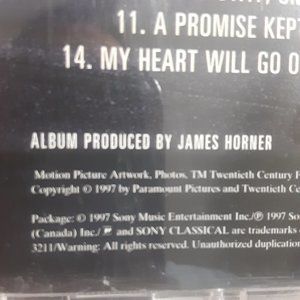 11. A PROMISE KEPT
14. MY HEART WILL GO O
ALBUM PRODUCED BY JAMES HORNER
Motion Picture Artwork, Photos, TM Twentieth Century F
Copyright © 1997 by Paramount Pictures and Twentieth Ce
Package: © 1997 Sony Music Entertainment Inc./℗ 1997 So
(Canada) Inc./ and SONY CLASSICAL are trademarks
3211/Warning: All rights reserved. Unauthorized duplication